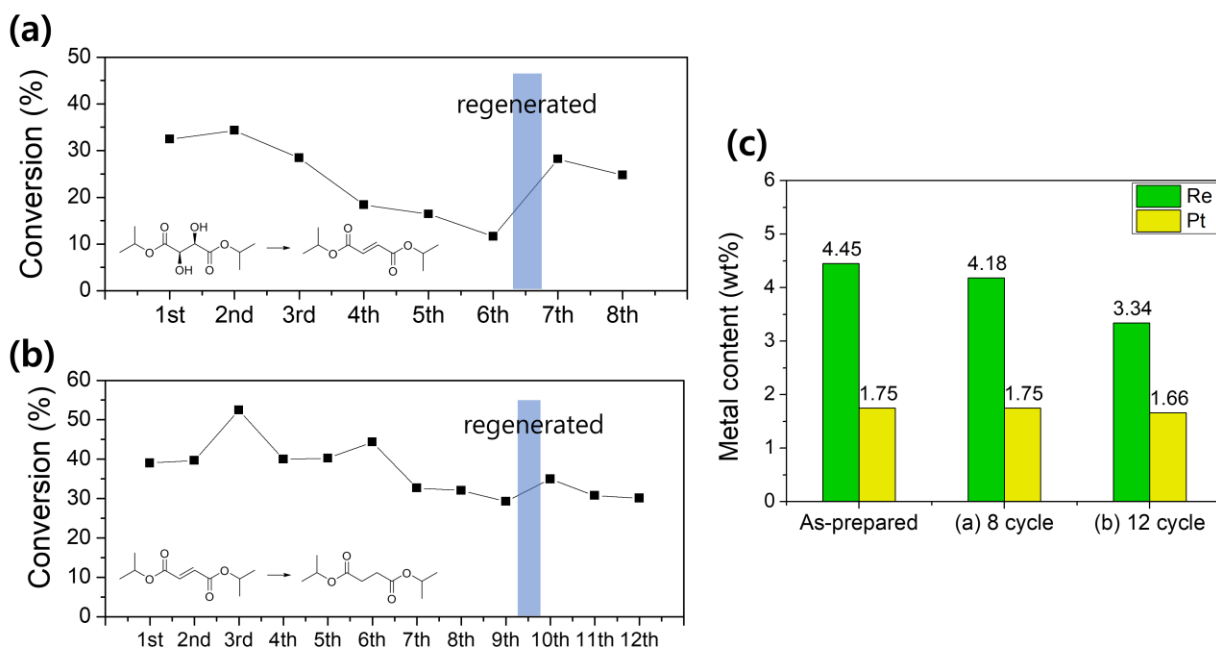 (a)
Conversion (%)
50
40
30
20
10
0
regenerated
OH
O
O
O
O
OH
O
O
O
O
1st 2nd 3rd 4th 5th 6th 7th 8th
(b)
Conversion (%)
60
50
40
30
20
10
0
regenerated
O
O
O
O
O
O
O
O
1st 2nd 3rd 4th 5th 6th 7th 8th 9th 10th 11th 12th
(c)
Metal content (wt%)
6
5
4
3
2
1
0
Re
Pt
4.45
1.75
4.18
1.75
3.34
1.66
As-prepared (a) 8 cycle (b) 12 cycle